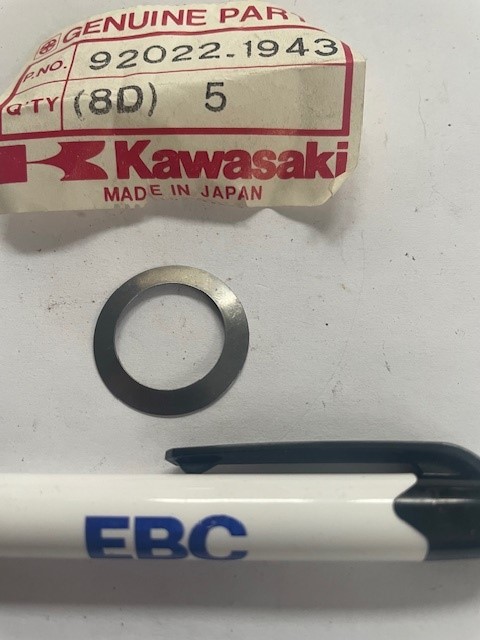 GENUINE PART
P.NO. 92022-1943
Q'TY (8D) 5
Kawasaki
MADE IN JAPAN
EBC